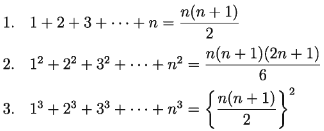 1. 1 + 2 + 3 + ⋯ + n = n(n + 1)/2
2. 1² + 2² + 3² + ⋯ + n² = n(n + 1)(2n + 1)/6
3. 1³ + 2³ + 3³ + ⋯ + n³ = {n(n + 1)/2}²